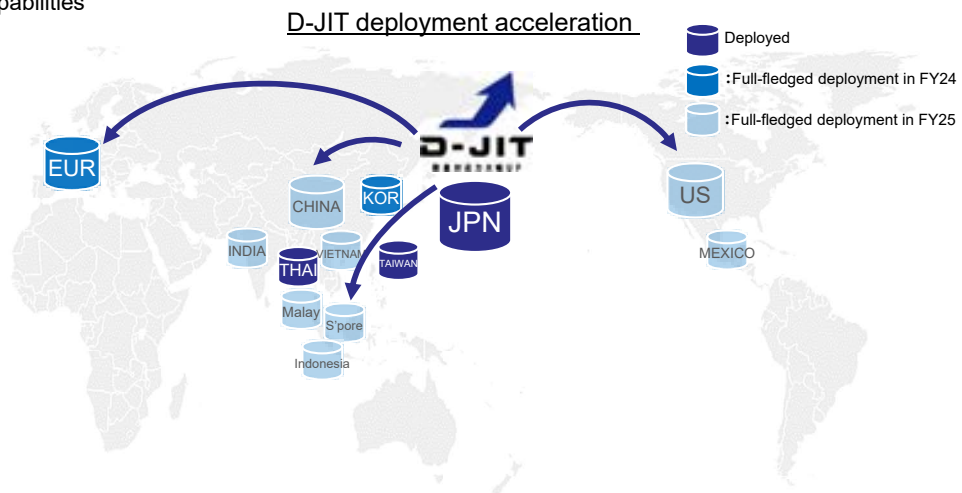 pabilities
D-JIT deployment acceleration
Deployed
:Full-fledged deployment in FY24
:Full-fledged deployment in FY25
D-JIT
EUR
CHINA
KOR
JPN
US
INDIA
VIETNAM
THAI
TAIWAN
MEXICO
Malay
S'pore
Indonesia